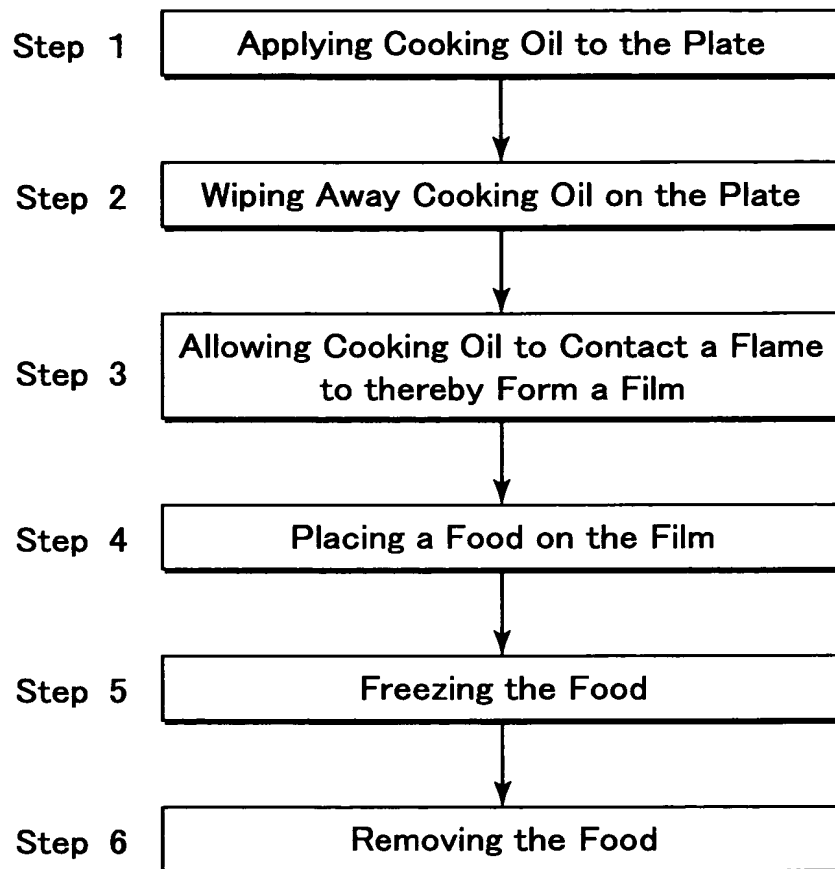 Step 1 Applying Cooking Oil to the Plate
Step 2 Wiping Away Cooking Oil on the Plate
Step 3 Allowing Cooking Oil to Contact a Flame
to thereby Form a Film
Step 4 Placing a Food on the Film
Step 5 Freezing the Food
Step 6 Removing the Food